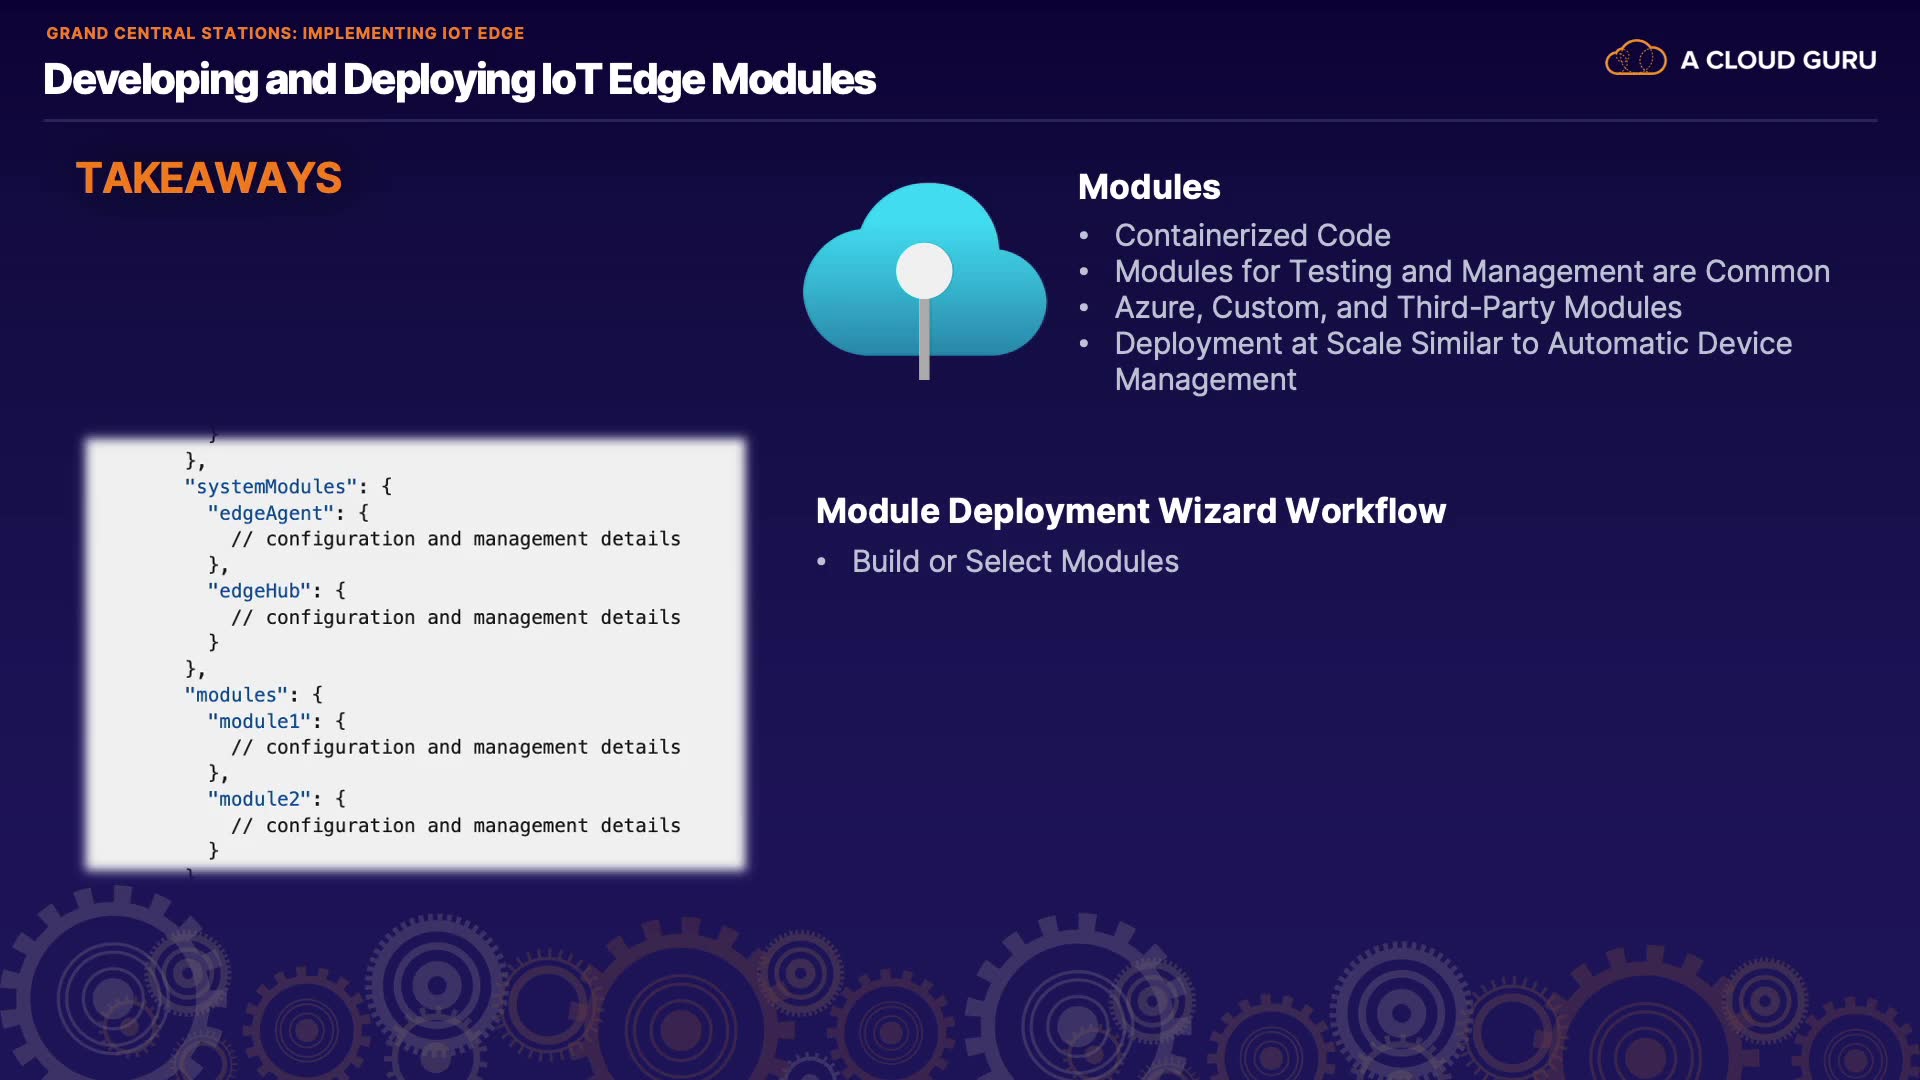 GRAND CENTRAL STATIONS: IMPLEMENTING IOT EDGE
Developing and Deploying IoT Edge Modules
A CLOUD GURU
TAKEAWAYS
Modules
• Containerized Code
• Modules for Testing and Management are Common
• Azure, Custom, and Third-Party Modules
• Deployment at Scale Similar to Automatic Device
Management
}
},
"systemModules": {
"edgeAgent": {
// configuration and management details
},
"edgeHub": {
// configuration and management details
}
},
"modules": {
"module1": {
// configuration and management details
},
"module2": {
// configuration and management details
}
Module Deployment Wizard Workflow
• Build or Select Modules